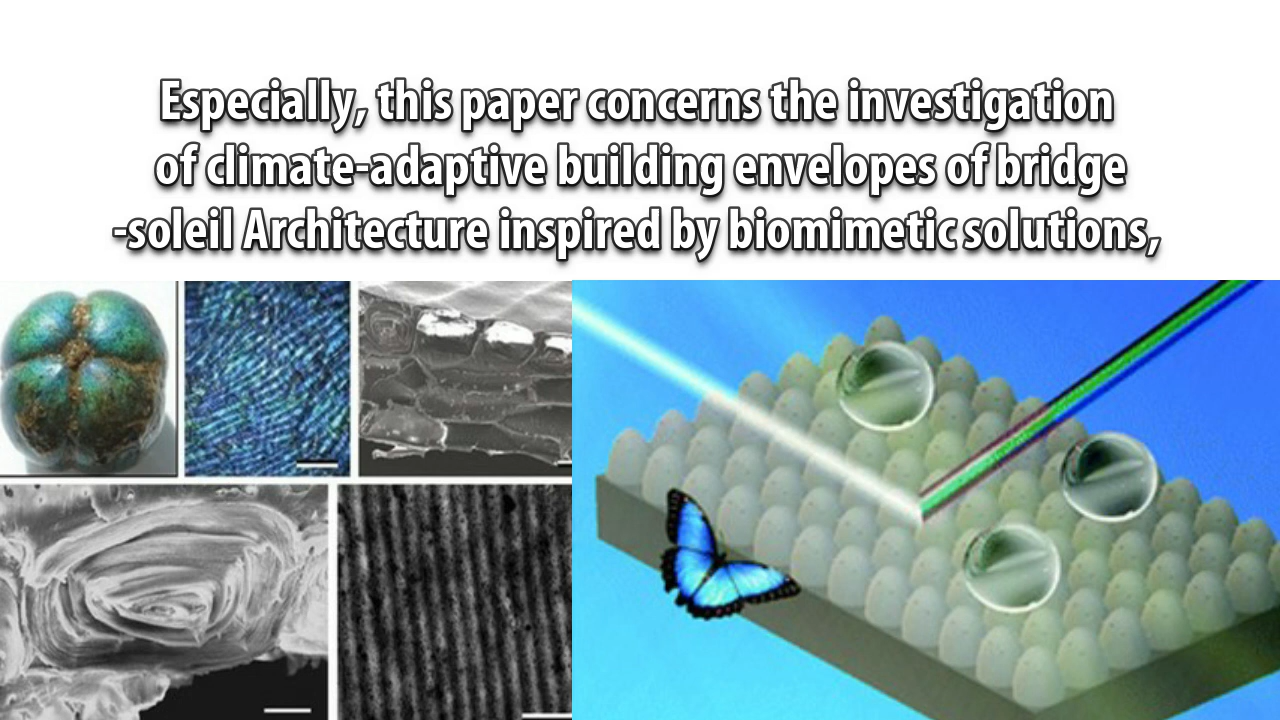 Especially, this paper concerns the investigation
of climate-adaptive building envelopes of bridge
-soleil Architecture inspired by biomimetic solutions,